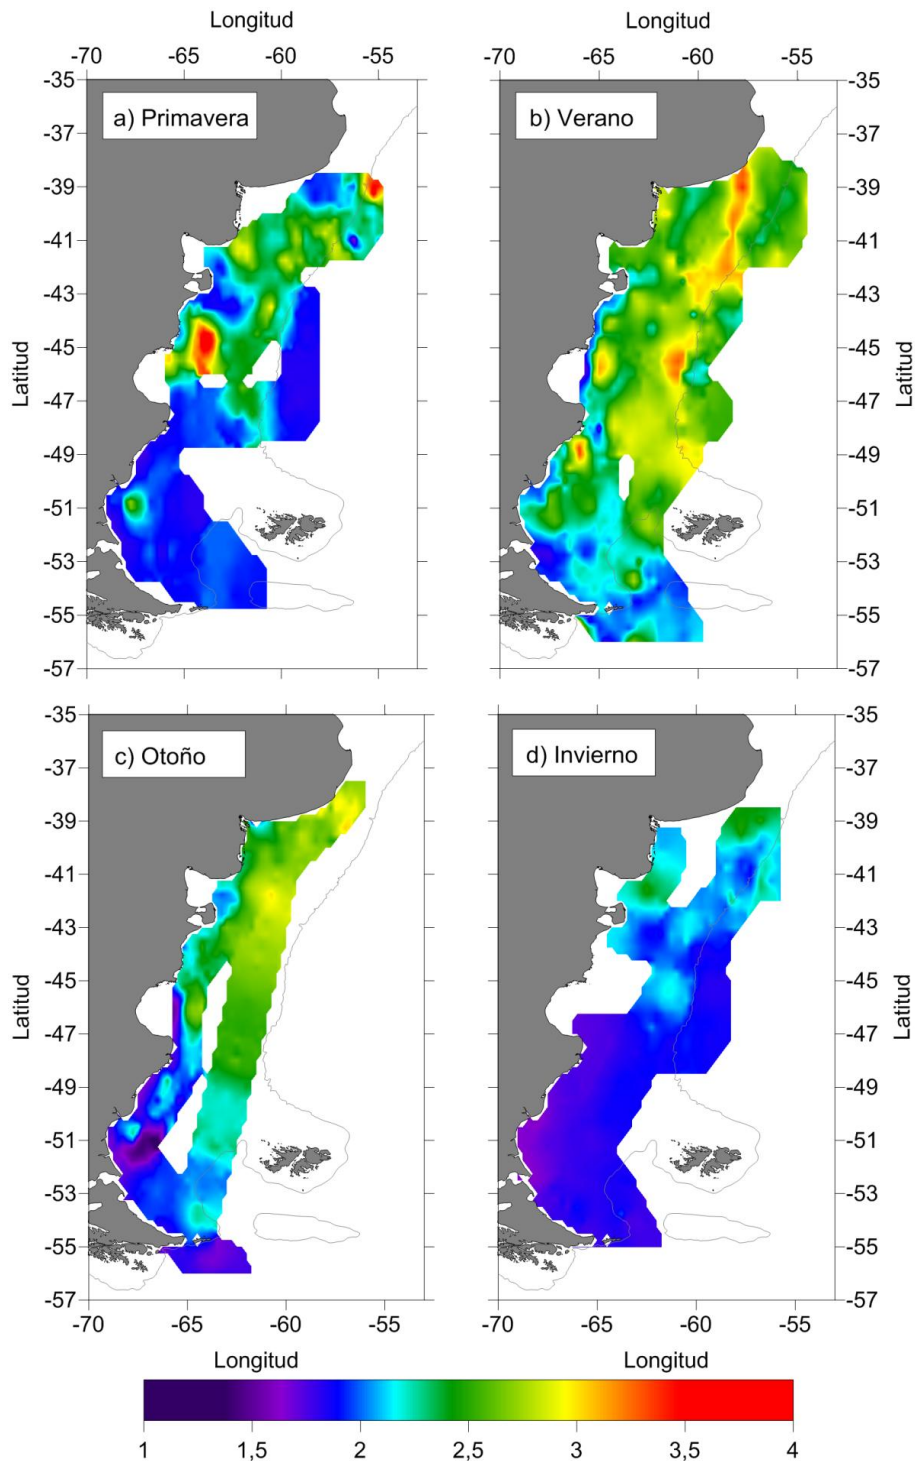 Longitud Longitud
-70 -65 -60 -55 -70 -65 -60 -55
-35 -35
a) Primavera b) Verano
-37 -37
-39 -39
-41 -41
-43 -43
Latitud Latitud
-45 -45
-47 -47
-49 -49
-51 -51
-53 -53
-55 -55
-57 -57
-35 -35
c) Otoño d) Invierno
-37 -37
-39 -39
-41 -41
-43 -43
-45 -45
Latitud Latitud
-47 -47
-49 -49
-51 -51
-53 -53
-55 -55
-57 -57
-70 -65 -60 -55 -70 -65 -60 -55
Longitud Longitud
1 1,5 2 2,5 3 3,5 4